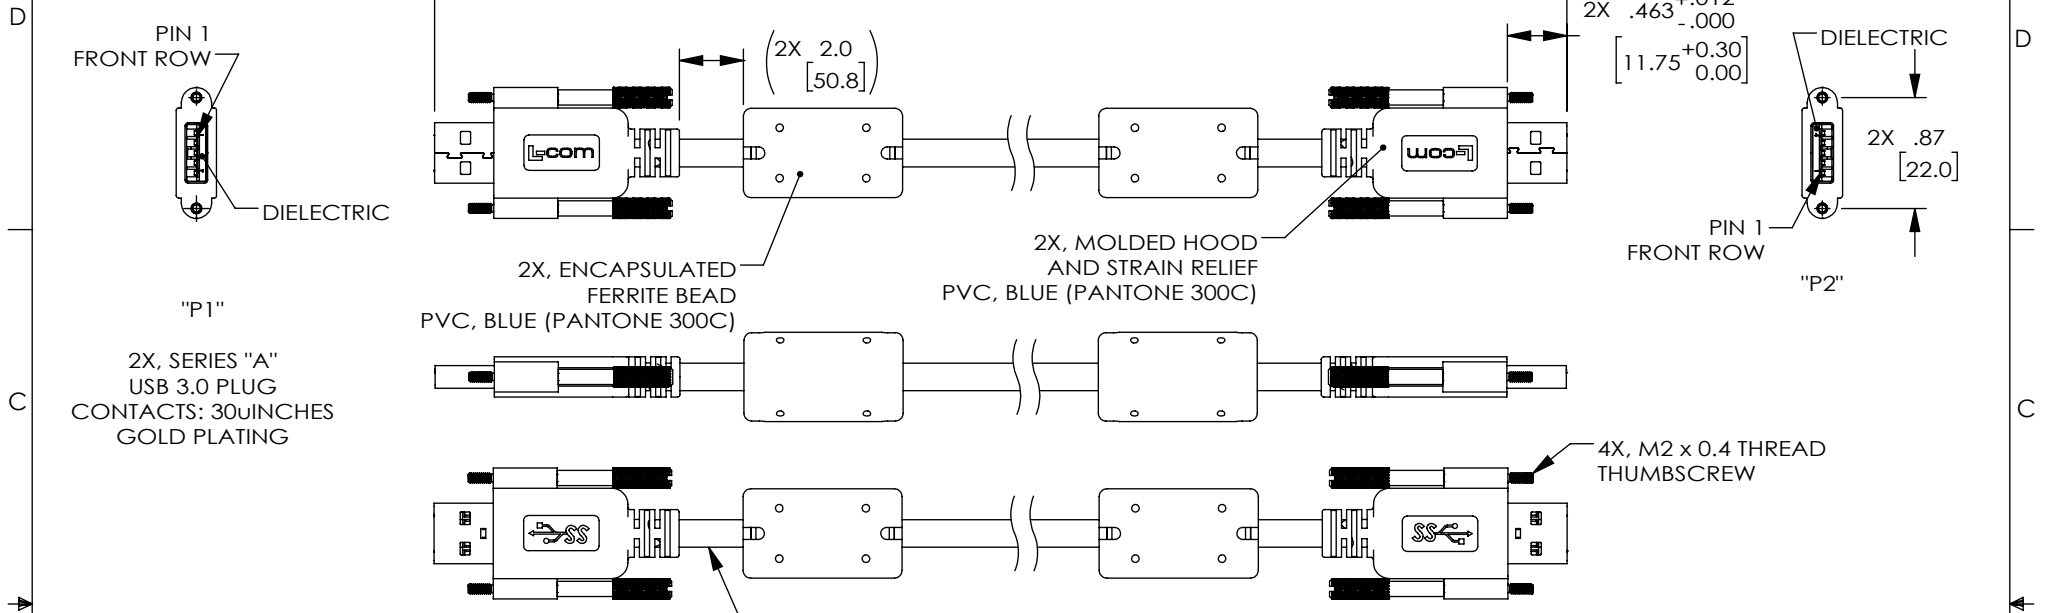 D
PIN 1
FRONT ROW
DIELECTRIC
"P1"
2X, SERIES "A"
USB 3.0 PLUG
CONTACTS: 30uINCHES
GOLD PLATING
C
2X 2.0
[50.8]
L-com
L-com
2X, ENCAPSULATED
FERRITE BEAD
PVC, BLUE (PANTONE 300C)
2X, MOLDED HOOD
AND STRAIN RELIEF
PVC, BLUE (PANTONE 300C)
2X .463 +.012
-.000
[11.75 +0.30
0.00]
DIELECTRIC
2X .87
[22.0]
PIN 1
FRONT ROW
"P2"
D
SS
SS
4X, M2 x 0.4 THREAD
THUMBSCREW
C